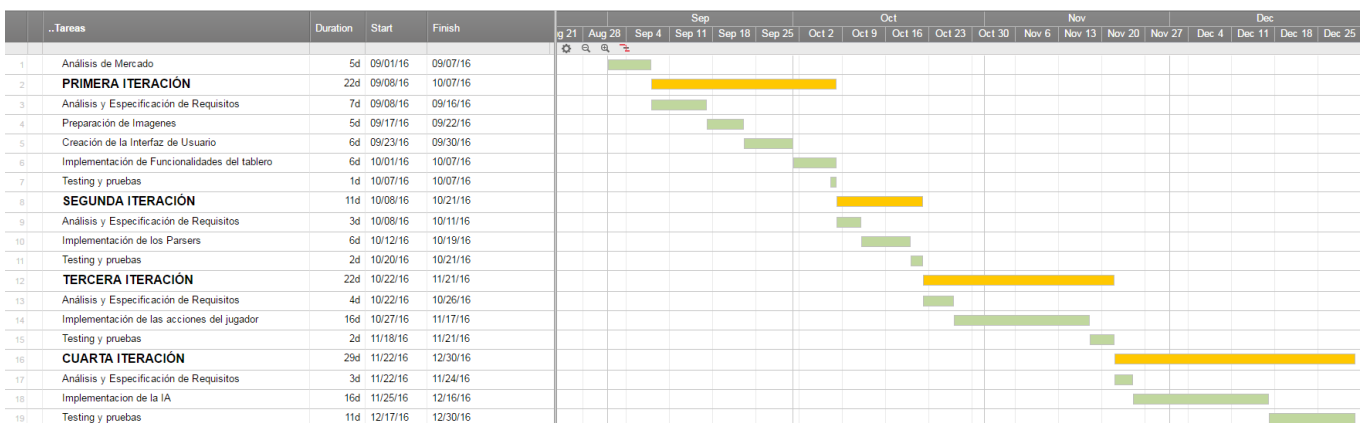 ..Tareas Duration Start Finish
Sep Oct Nov Dec
g 21 Aug 28 Sep 4 Sep 11 Sep 18 Sep 25 Oct 2 Oct 9 Oct 16 Oct 23 Oct 30 Nov 6 Nov 13 Nov 20 Nov 27 Dec 4 Dec 11 Dec 18 Dec 25
1 Análisis de Mercado 5d 09/01/16 09/07/16
2 PRIMERA ITERACIÓN 22d 09/08/16 10/07/16
3 Análisis y Especificación de Requisitos 7d 09/08/16 09/16/16
4 Preparación de Imagenes 5d 09/17/16 09/22/16
5 Creación de la Interfaz de Usuario 6d 09/23/16 09/30/16
6 Implementación de Funcionalidades del tablero 6d 10/01/16 10/07/16
7 Testing y pruebas 1d 10/07/16 10/07/16
8 SEGUNDA ITERACIÓN 11d 10/08/16 10/21/16
9 Análisis y Especificación de Requisitos 3d 10/08/16 10/11/16
10 Implementación de los Parsers 6d 10/12/16 10/19/16
11 Testing y pruebas 2d 10/20/16 10/21/16
12 TERCERA ITERACIÓN 22d 10/22/16 11/21/16
13 Análisis y Especificación de Requisitos 4d 10/22/16 10/26/16
14 Implementación de las acciones del jugador 16d 10/27/16 11/17/16
15 Testing y pruebas 2d 11/18/16 11/21/16
16 CUARTA ITERACIÓN 29d 11/22/16 12/30/16
17 Análisis y Especificación de Requisitos 3d 11/22/16 11/24/16
18 Implementacion de la IA 16d 11/25/16 12/16/16
19 Testing y pruebas 11d 12/17/16 12/30/16